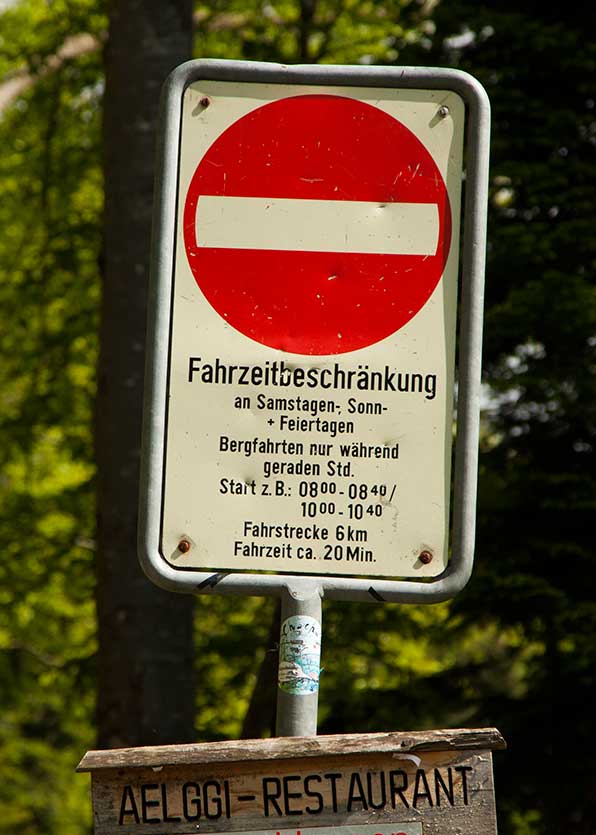 Fahrzeitbeschränkung
an Samstagen-, Sonn-
+ Feiertagen
Bergfahrten nur während
geraden Std.
Start z.B.: 08⁰⁰-08⁴⁰/
10⁰⁰-10⁴⁰
Fahrstrecke 6km
Fahrzeit ca. 20 Min.
AELGGI-RESTAURANT